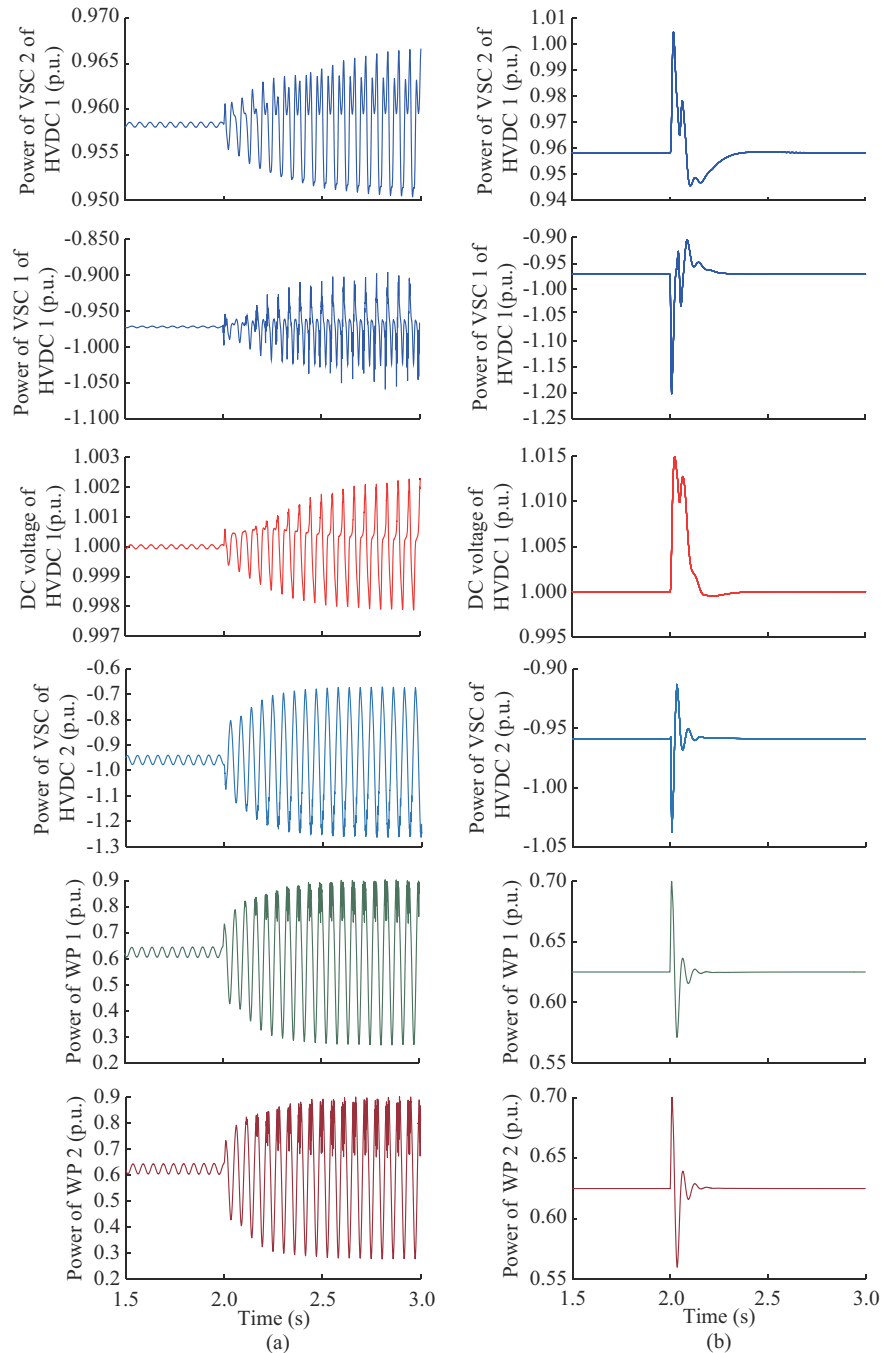 0.970
0.965
0.960
0.955
0.950
Power of VSC 2 of
HVDC 1 (p.u.)
1.01
1.00
0.99
0.98
0.97
0.96
0.95
0.94
Power of VSC 2 of
HVDC 1 (p.u.)
-0.850
-0.900
-0.950
-1.000
-1.050
-1.100
Power of VSC 1 of
HVDC 1 (p.u.)
-0.90
-0.95
-1.00
-1.05
-1.10
-1.15
-1.20
-1.25
Power of VSC 1 of
HVDC 1(p.u.)
1.003
1.002
1.001
1.000
0.999
0.998
0.997
DC voltage of
HVDC 1(p.u.)
1.015
1.010
1.005
1.000
0.995
DC voltage of
HVDC 1 (p.u.)
-0.6
-0.7
-0.8
-0.9
-1.0
-1.1
-1.2
-1.3
Power of VSC of
HVDC 2 (p.u.)
-0.90
-0.95
-1.00
-1.05
Power of VSC of
HVDC 2 (p.u.)
0.9
0.8
0.7
0.6
0.5
0.4
0.3
0.2
Power of WP 1 (p.u.)
0.70
0.65
0.60
0.55
Power of WP 1 (p.u.)
0.9
0.8
0.7
0.6
0.5
0.4
0.3
0.2
Power of WP 2 (p.u.)
0.70
0.65
0.60
0.55
Power of WP 2 (p.u.)
1.5 2.0 2.5 3.0
Time (s)
(a)
1.5 2.0 2.5 3.0
Time (s)
(b)